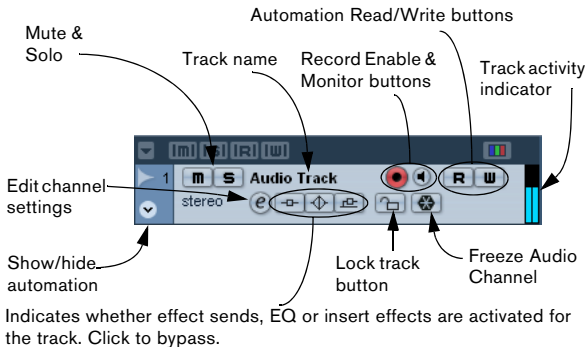 Automation Read/Write buttons
Mute &
Solo
Track name
Record Enable &
Monitor buttons
Track activity
indicator
m S R W
1 m S Audio Track R W
Edit channel
settings
stereo e
Show/hide
automation
Lock track
button
Freeze Audio
Channel
Indicates whether effect sends, EQ or insert effects are activated for
the track. Click to bypass.